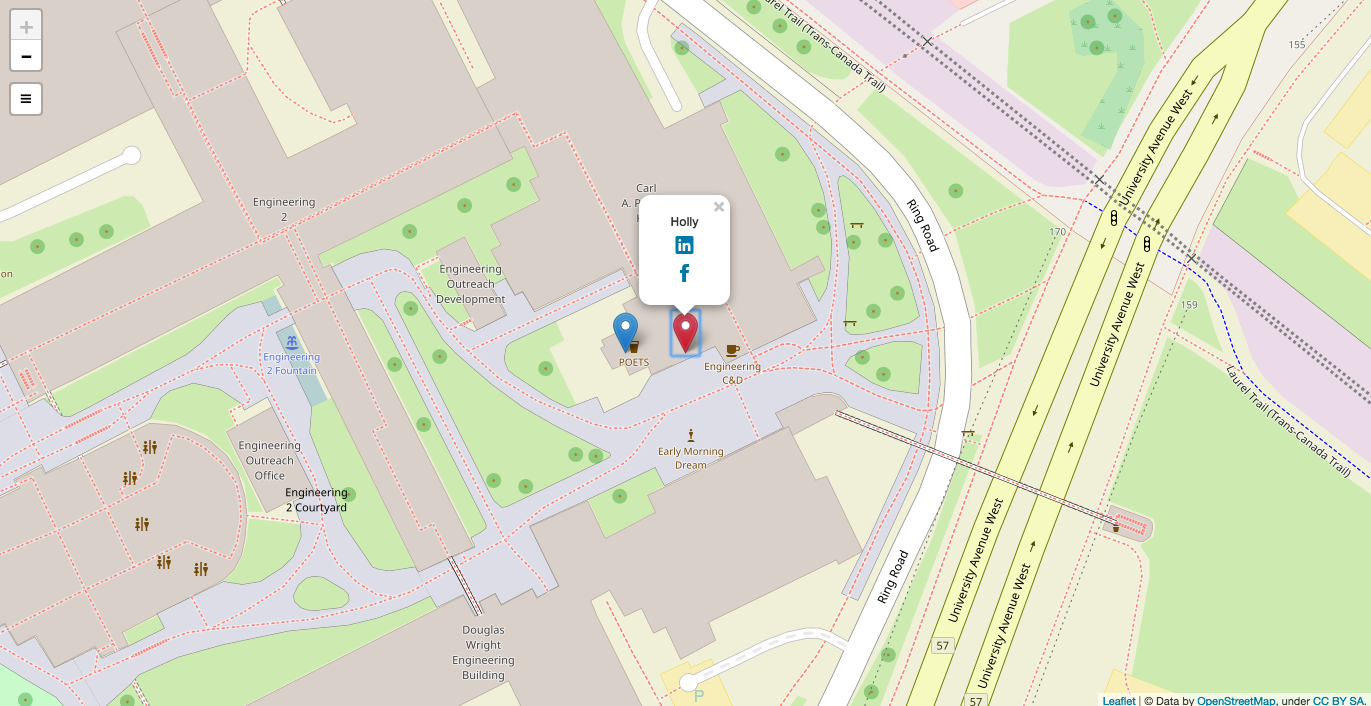 +
-
Laurel Trail (Trans-Canada Trail)
155
University Avenue West
Engineering
2
Carl
Holly
in
f
Ring Road
170
Engineering
Outreach
Development
159
University Avenue West
Engineering
2 Fountain
POETS
Engineering
C&D
Laurel Trail (Trans-Canada Trail)
on
Engineering
Outreach
Office
Early Morning
Dream
Engineering
2 Courtyard
University Avenue West
Ring Road
University Avenue West
Douglas
Wright
Engineering
Building
57
P
57
Leaflet | © Data by OpenStreetMap, under CC BY SA.